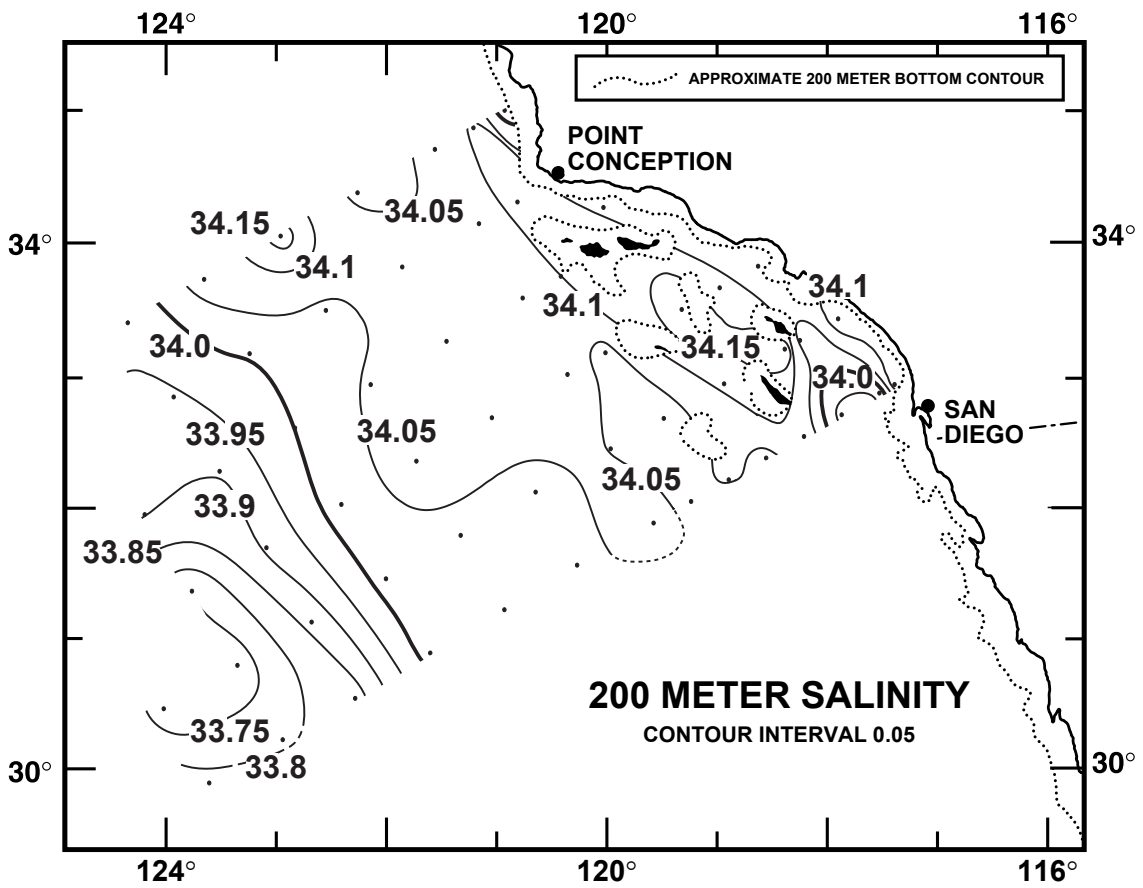 124° 120° 116°
APPROXIMATE 200 METER BOTTOM CONTOUR
POINT
CONCEPTION
34.15 34.05
34° 34°
34.1
34.1 34.1
34.0 34.15
34.0
SAN
DIEGO
33.95 34.05
34.05
33.9
33.85
200 METER SALINITY
33.75 CONTOUR INTERVAL 0.05
33.8
30° 30°
124° 120° 116°